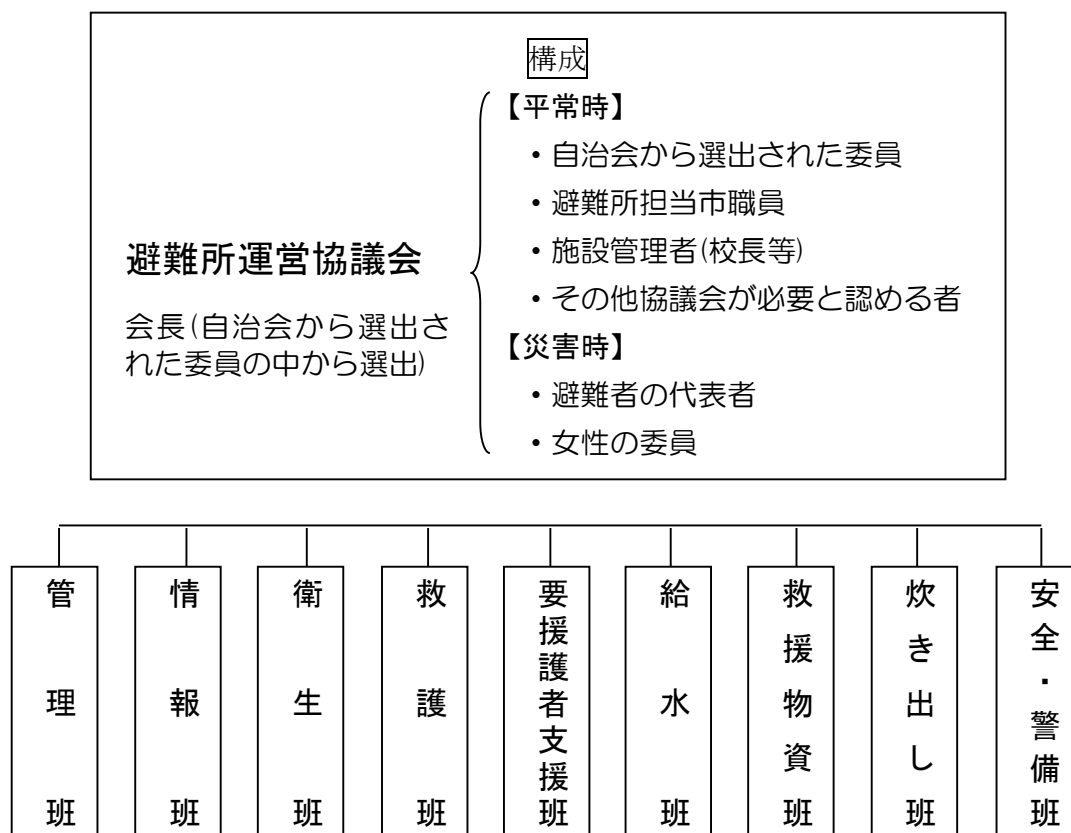 構成
【平常時】
・自治会から選出された委員
・避難所担当市職員
・施設管理者(校長等)
・その他協議会が必要と認める者
【災害時】
・避難者の代表者
・女性の委員
避難所運営協議会
会長(自治会から選出さ
れた委員の中から選出)
管理班
情報班
衛生班
救護班
要援護者支援班
給水班
救援物資班
炊き出し班
安全・警備班